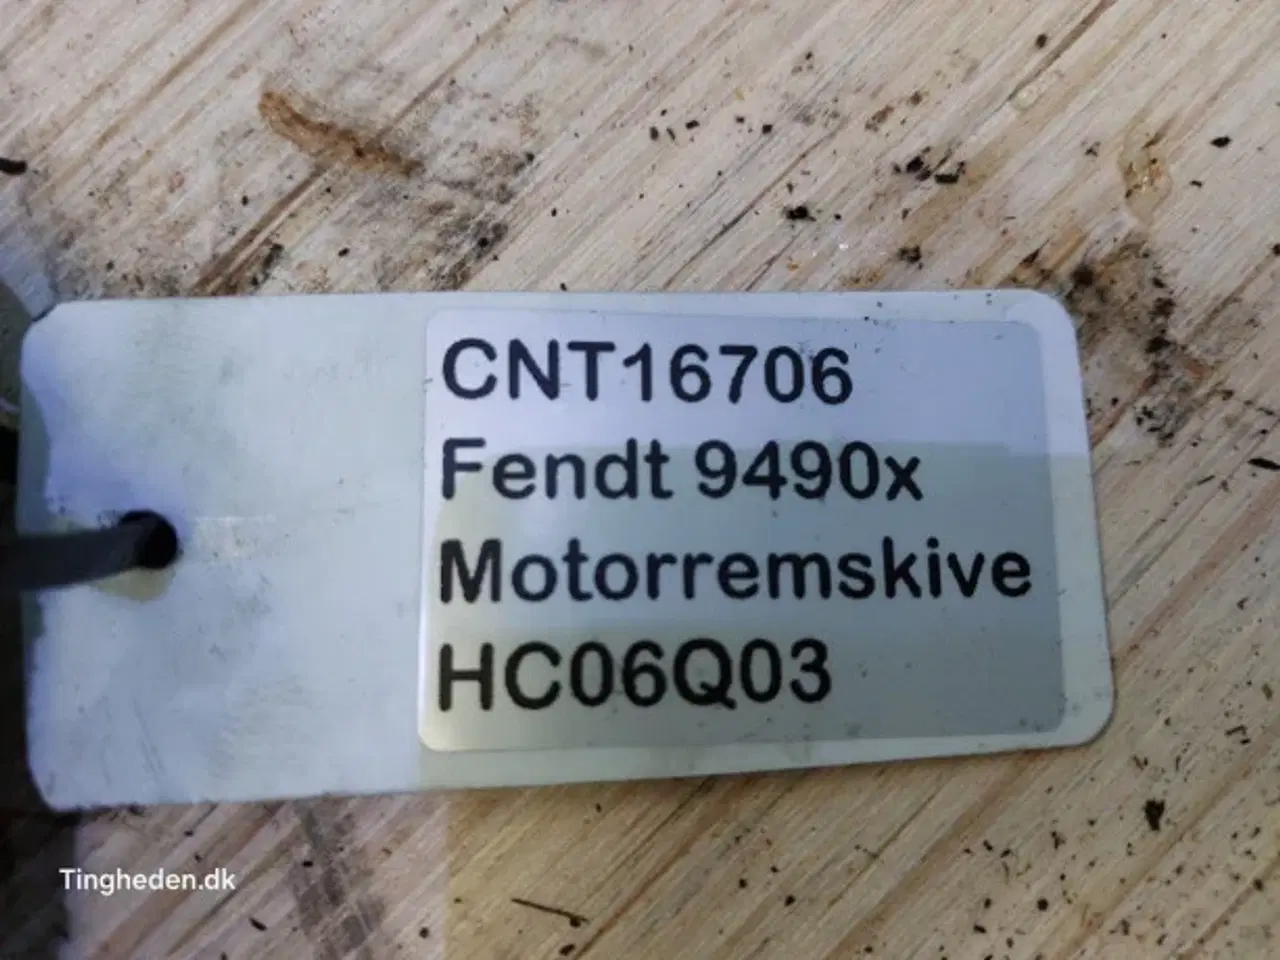 CNT16706
Fendt 9490x
Motorremskive
HC06Q03
Tingheden.dk